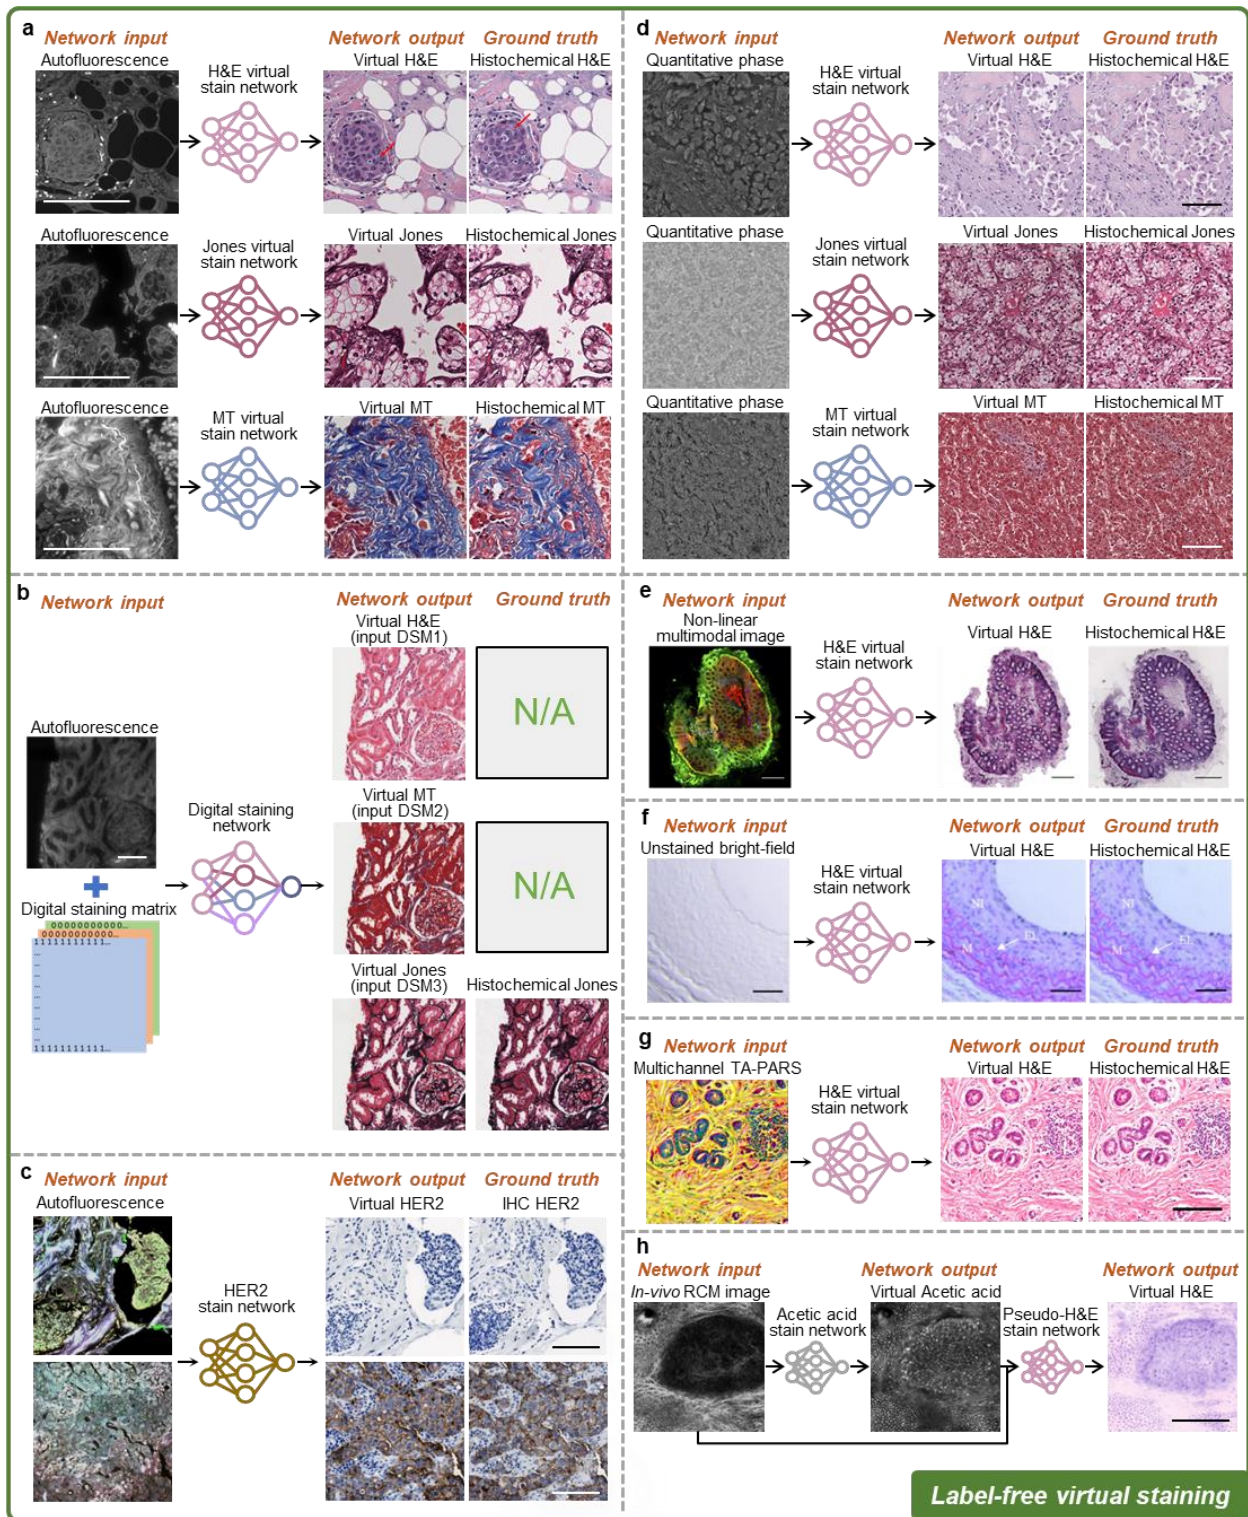 a
Network input
Network output
Ground truth
Autofluorescence
H&E virtual
stain network
Virtual H&E
Histochemical H&E
Autofluorescence
Jones virtual
stain network
Virtual Jones
Histochemical Jones
Autofluorescence
MT virtual
stain network
Virtual MT
Histochemical MT
b
Network input
Network output
Ground truth
Virtual H&E
(input DSM1)
N/A
Autofluorescence
Digital staining
network
Virtual MT
(input DSM2)
N/A
Digital staining matrix
00000000000...
00000000000...
11111111111...
11111111111...
Virtual Jones
(input DSM3)
Histochemical Jones
c
Network input
Network output
Ground truth
Autofluorescence
Virtual HER2
IHC HER2
HER2
stain network
d
Network input
Network output
Ground truth
Quantitative phase
H&E virtual
stain network
Virtual H&E
Histochemical H&E
Quantitative phase
Jones virtual
stain network
Virtual Jones
Histochemical Jones
Quantitative phase
MT virtual
stain network
Virtual MT
Histochemical MT
e
Network input
Network output
Ground truth
Non-linear
multimodal image
H&E virtual
stain network
Virtual H&E
Histochemical H&E
f
Network input
Network output
Ground truth
Unstained bright-field
H&E virtual
stain network
Virtual H&E
Histochemical H&E
NI
EL
M
NI
EL
M
g
Network input
Network output
Ground truth
Multichannel TA-PARS
H&E virtual
stain network
Virtual H&E
Histochemical H&E
h
Network input
Network output
Network output
In-vivo RCM image
Acetic acid
stain network
Virtual Acetic acid
Pseudo-H&E
stain network
Virtual H&E
Label-free virtual staining